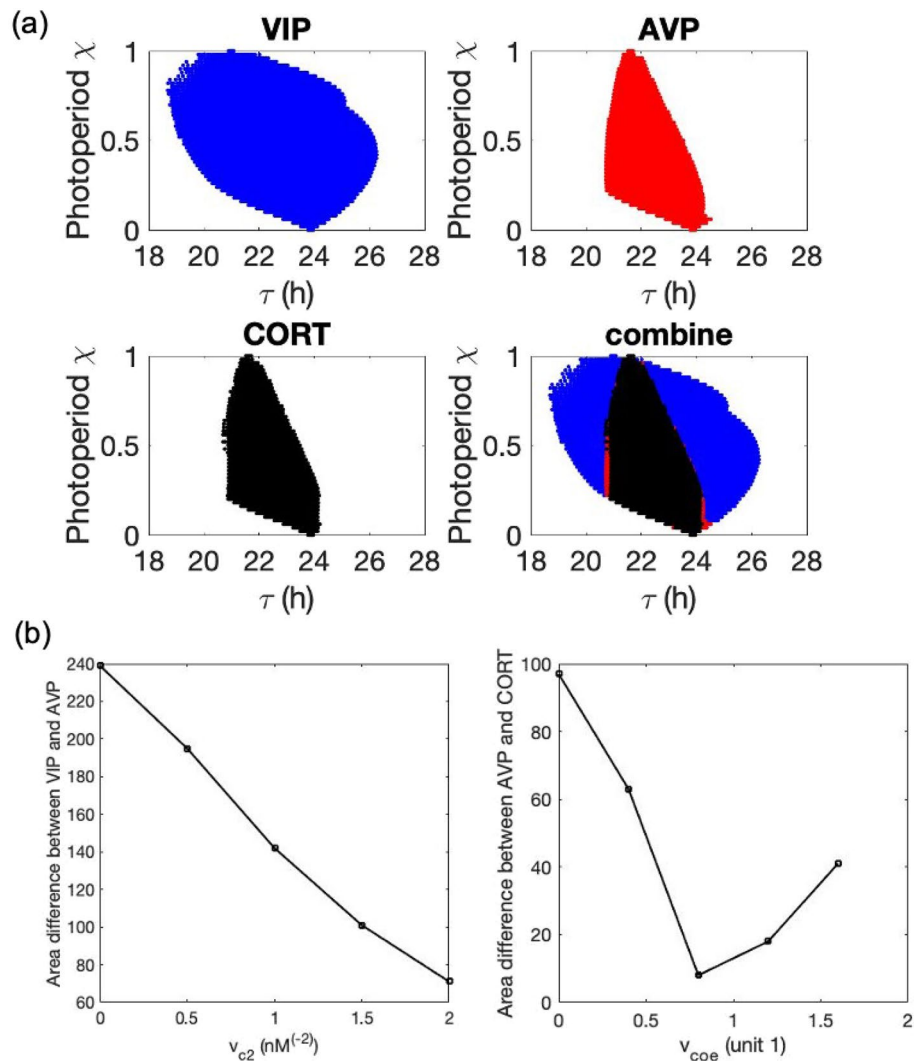 (a)
VIP
AVP
Photoperiod χ
1
0.5
0
18 20 22 24 26 28
τ (h)
Photoperiod χ
1
0.5
0
18 20 22 24 26 28
τ (h)
CORT
combine
Photoperiod χ
1
0.5
0
18 20 22 24 26 28
τ (h)
Photoperiod χ
1
0.5
0
18 20 22 24 26 28
τ (h)
(b)
Area difference between VIP and AVP
240
220
200
180
160
140
120
100
80
60
0 0.5 1 1.5 2
v_c2 (nM^(-2))
Area difference between AVP and CORT
100
80
60
40
20
0
0 0.5 1 1.5 2
v_coe (unit 1)